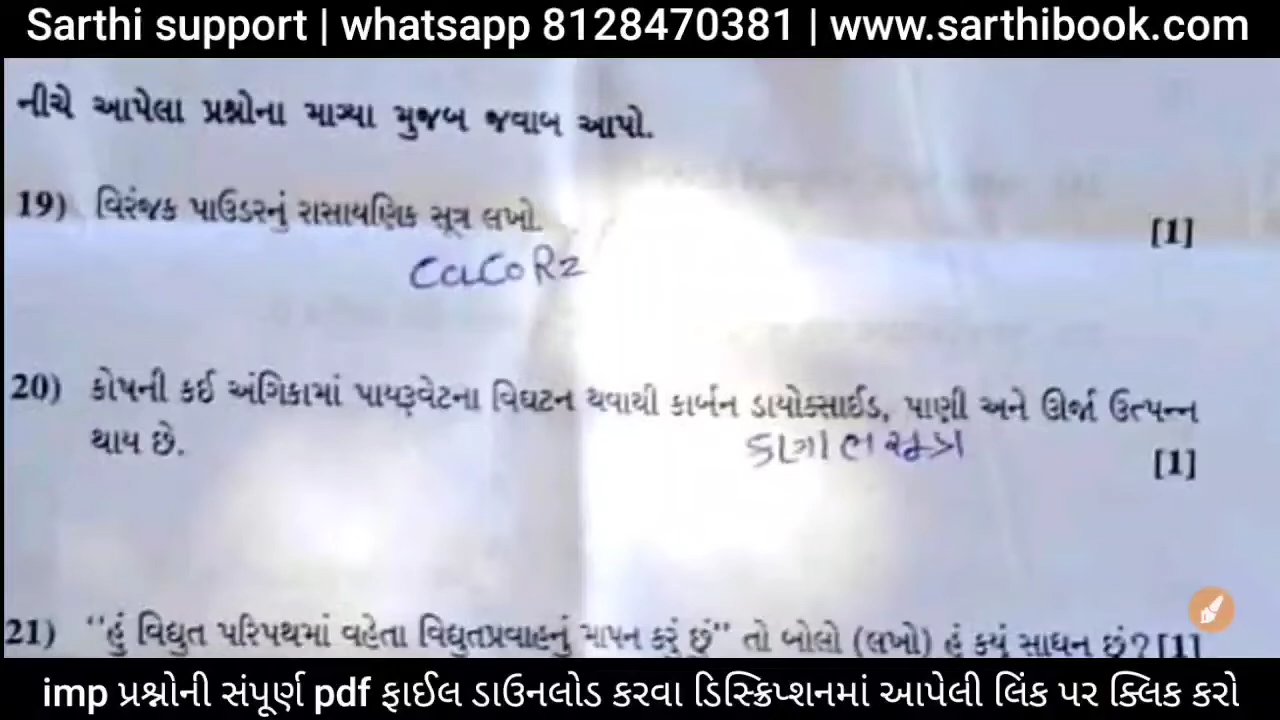 Sarthi support | whatsapp 8128470381 | www.sarthibook.com
નીચે આપેલા પ્રશ્નોના માગ્યા મુજબ જવાબ આપો.
19) વિરંજક પાઉડરનું રાસાયણિક સૂત્ર લખો. [1]
CaCoR2
20) કોષની કઈ અંગિકામાં પાયરૂવેટના વિઘટન થવાથી કાર્બન ડાયોક્સાઈડ, પાણી અને ઊર્જા ઉત્પન્ન
થાય છે. [1]
21) "હું વિદ્યુત પરિપથમાં વહેતા વિદ્યુતપ્રવાહનું માપન કરું છું" તો બોલો (લખો) હું કયું સાધન છું? [1]
imp પ્રશ્નોની સંપૂર્ણ pdf ફાઈલ ડાઉનલોડ કરવા ડિસ્ક્રિપ્શનમાં આપેલી લિંક પર ક્લિક કરો